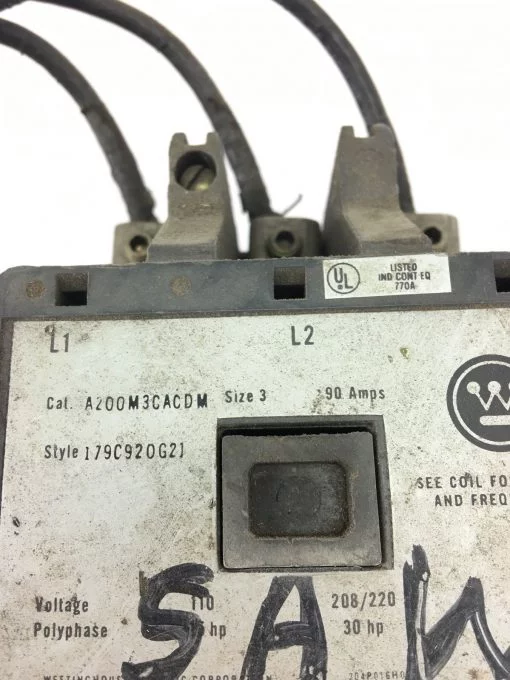 UL
LISTED
IND CONT EQ
770A
L1 L2
Cat. A200M3CACDM Size 3 90 Amps
Style 179C920G21
W
SEE COIL FO
AND FREQ
Voltage 110 208/220
Polyphase hp 30 hp
SAW